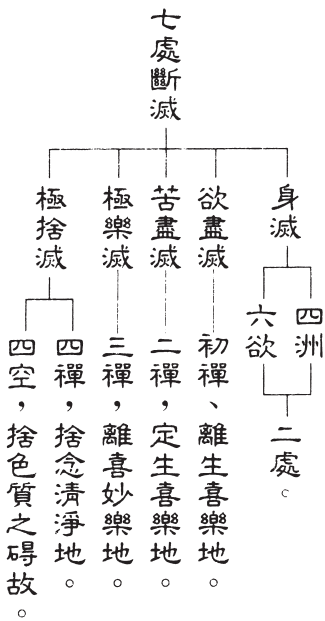 七處斷滅
身滅
四洲
六欲
二處。
欲盡滅
初禪、離生喜樂地。
苦盡滅
二禪，定生喜樂地。
極樂滅
三禪，離喜妙樂地。
極捨滅
四禪，捨念清淨地。
四空，捨色質之碍故。